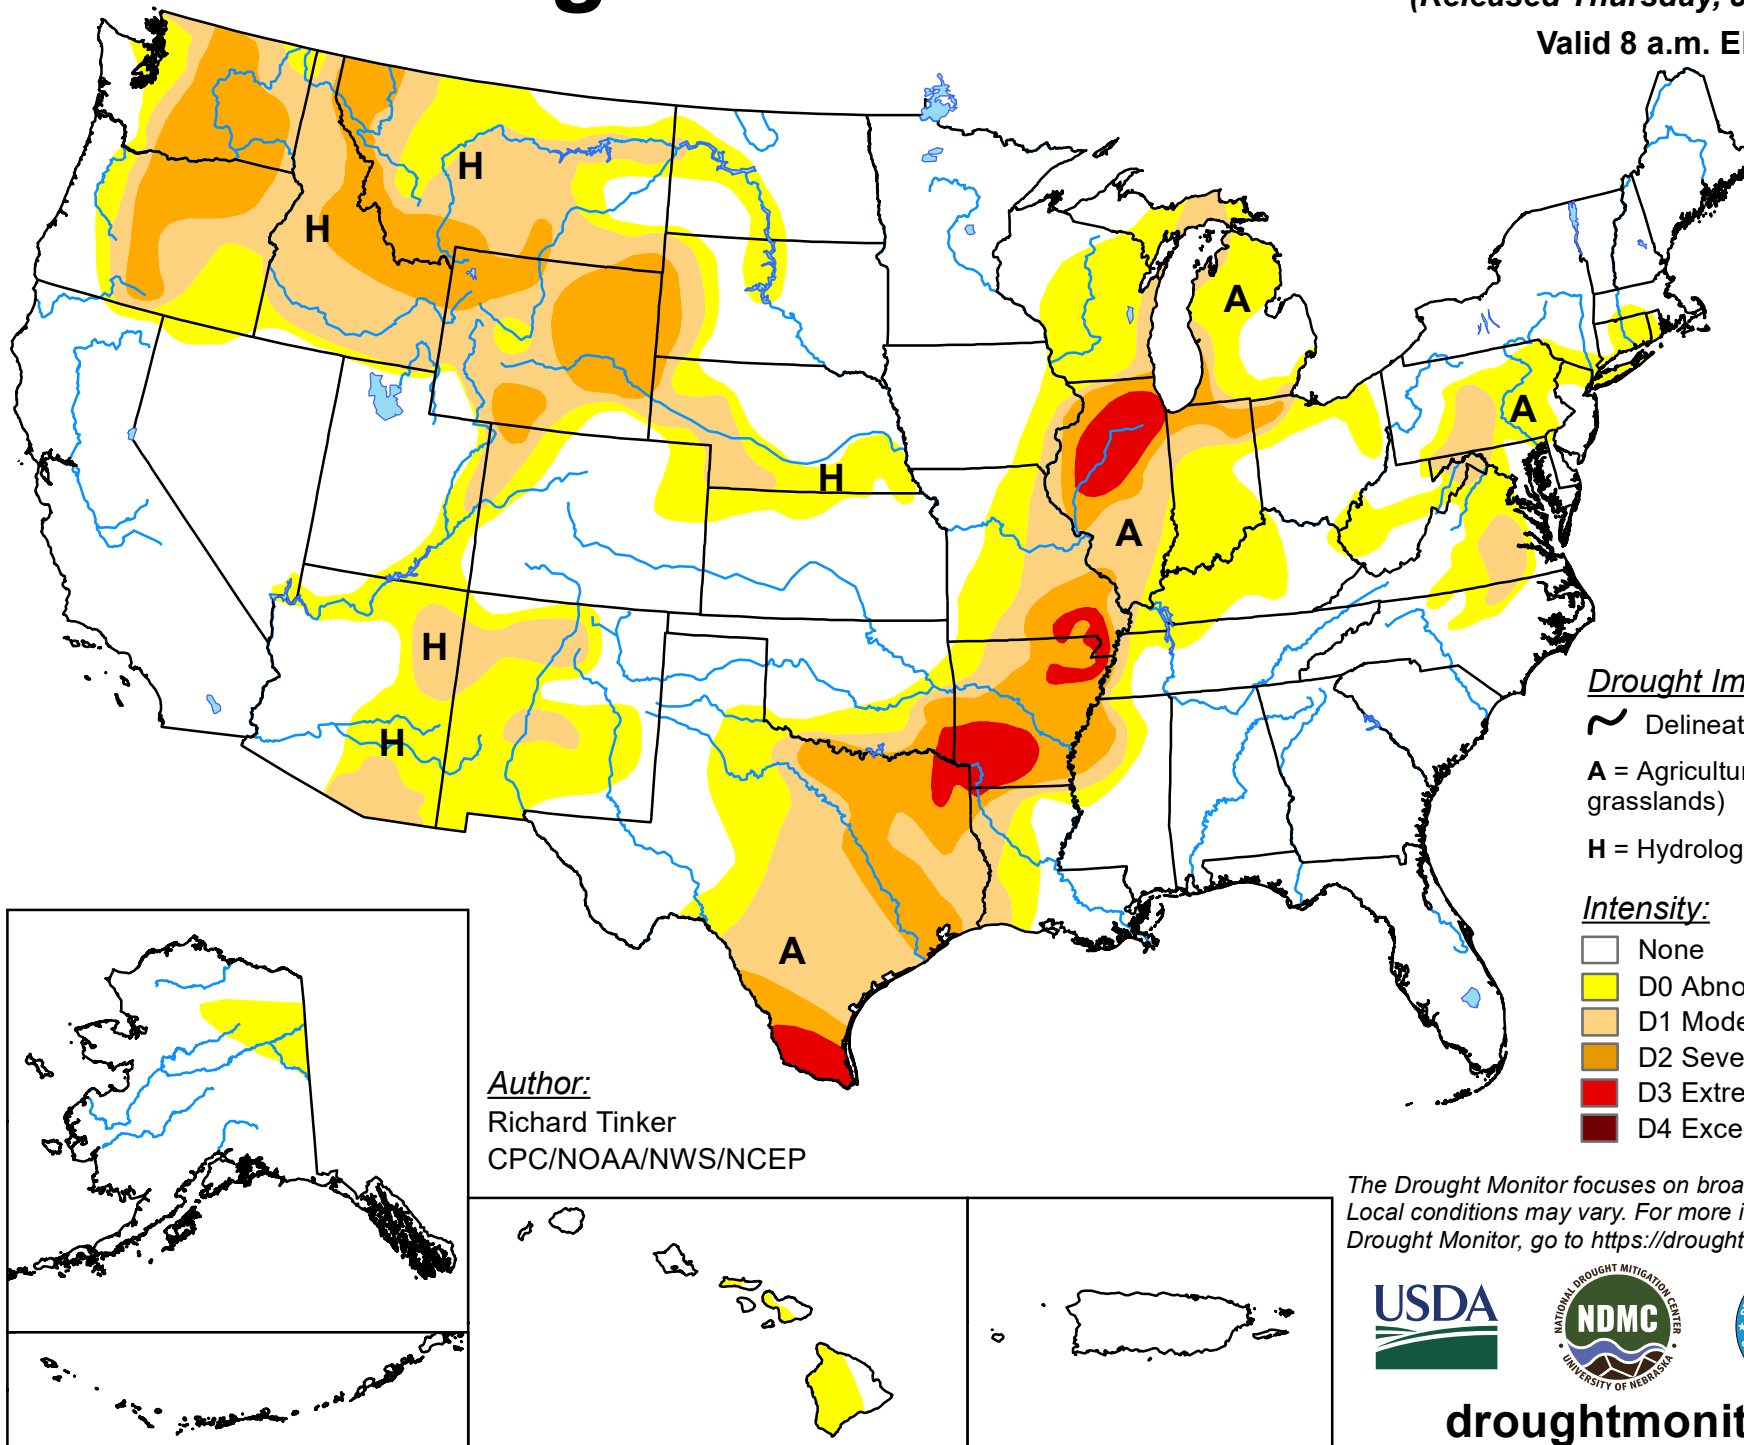 (Released Thursday,
Valid 8 a.m.
H
H
A
A
H
A
H
H
A
Drought
Delineat
A = Agricultur
grasslands)
H = Hydrolog
Intensity:
None
D0 Abno
D1 Mode
D2 Seve
D3 Extre
D4 Exce
Author:
Richard Tinker
CPC/NOAA/NWS/NCEP
The Drought Monitor focuses on broa
Local conditions may vary. For more i
Drought Monitor, go to https://drought
USDA
NATIONAL DROUGHT MITIGATION CENTER
NDMC
UNIVERSITY OF NEBRASKA
droughtmonit